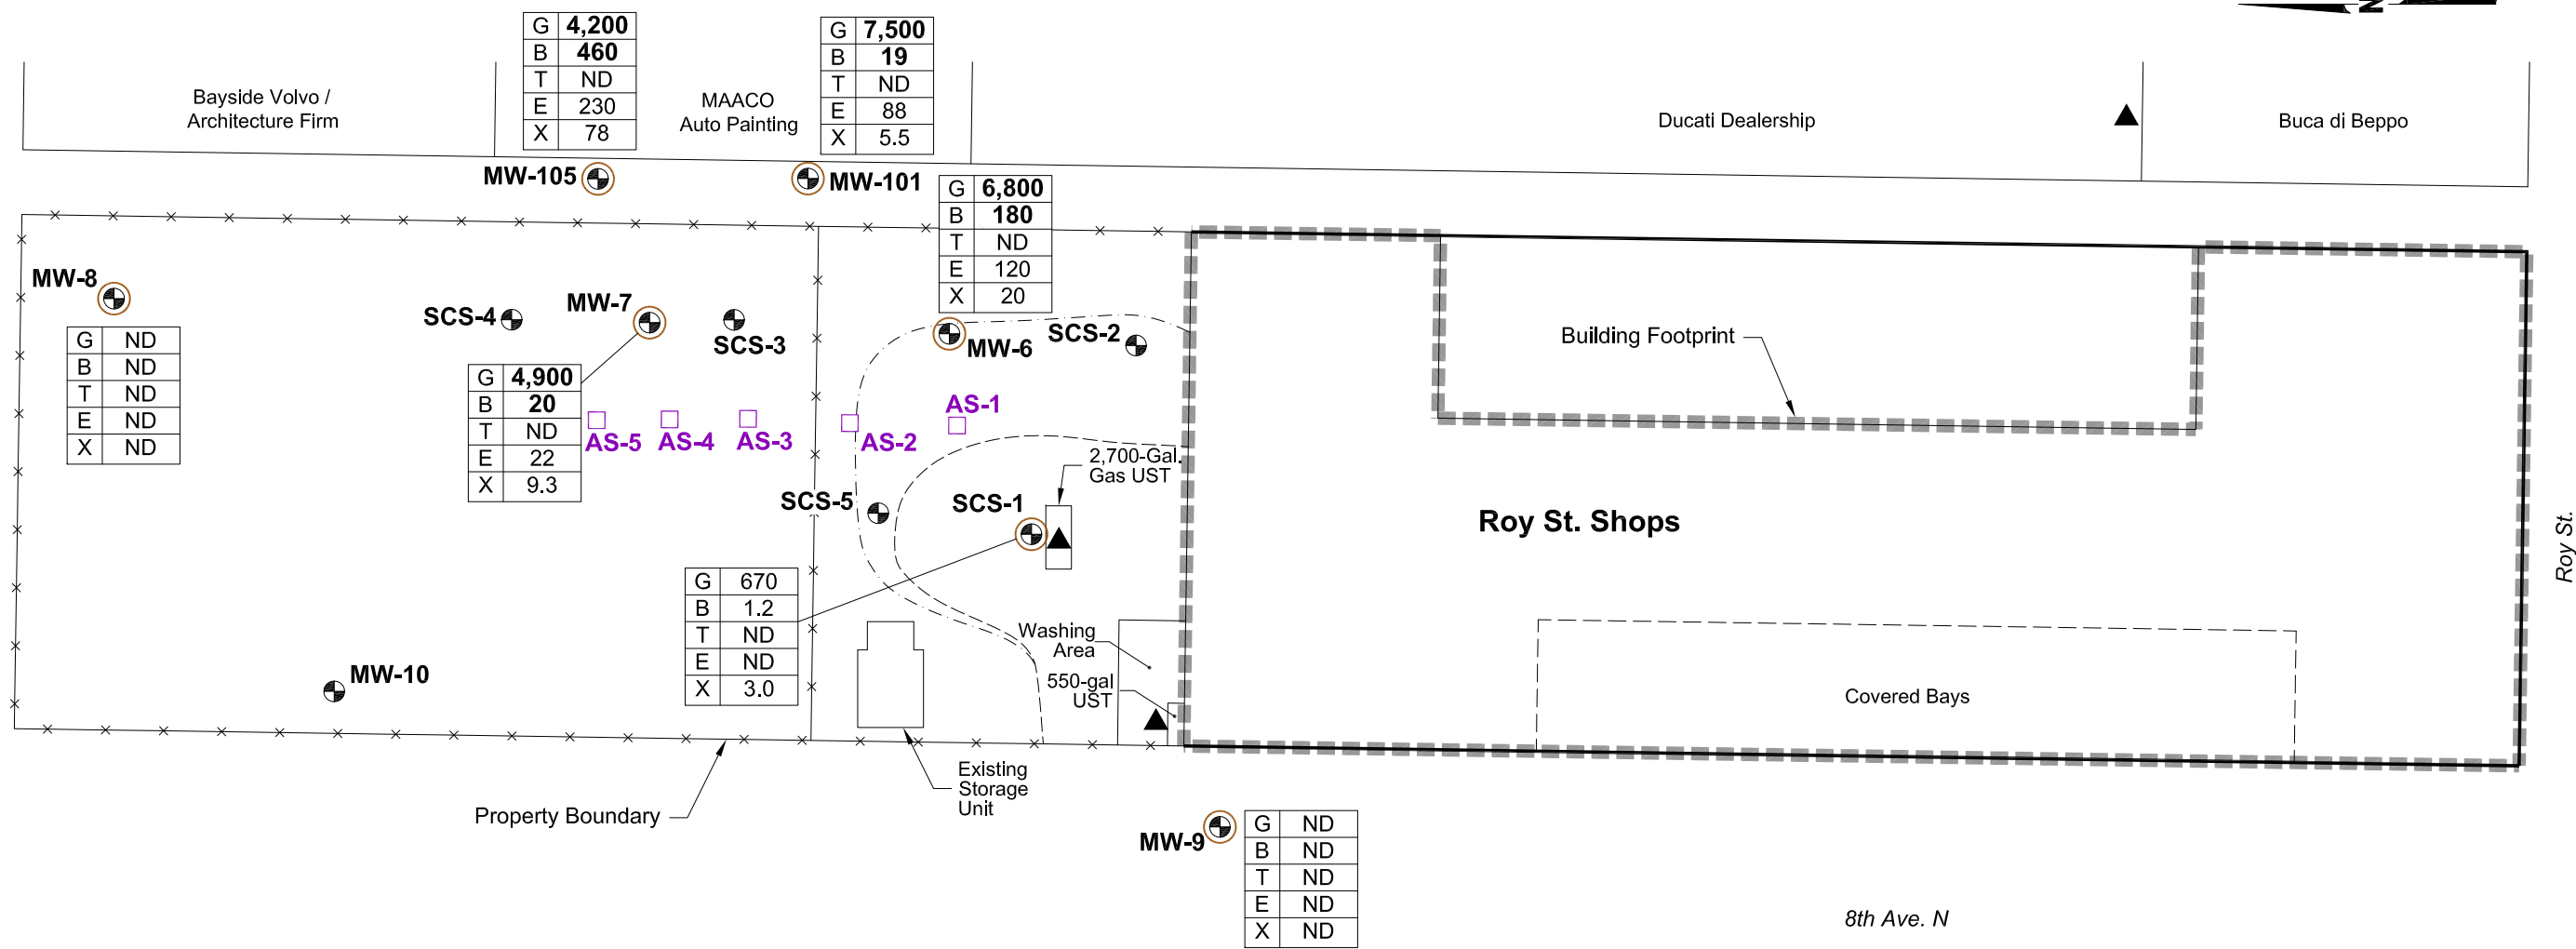 N
G 4,200
B 460
T ND
E 230
X 78
G 7,500
B 19
T ND
E 88
X 5.5
Bayside Volvo /
Architecture Firm
MAACO
Auto Painting
Ducati Dealership
Buca di Beppo
MW-105
MW-101
G 6,800
B 180
T ND
E 120
X 20
MW-8
G ND
B ND
T ND
E ND
X ND
SCS-4
MW-7
SCS-3
MW-6
SCS-2
Building Footprint
G 4,900
B 20
T ND
E 22
X 9.3
AS-5
AS-4
AS-3
AS-2
AS-1
2,700-Gal.
Gas UST
SCS-5
SCS-1
Roy St. Shops
Roy St.
G 670
B 1.2
T ND
E ND
X 3.0
Washing
Area
550-gal
UST
MW-10
Covered Bays
Existing
Storage
Unit
Property Boundary
MW-9
G ND
B ND
T ND
E ND
X ND
8th Ave. N